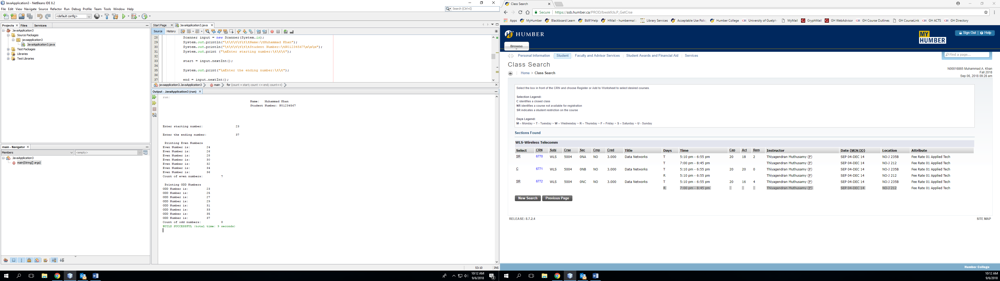 JavaApplication3 - NetBeans IDE 8.2
File Edit View Navigate Source Refactor Run Debug Profile Team Tools Window Help
Search (Ctrl+I)
<default config>
Projects Files Services
JavaApplication3
Source Packages
javaapplication3
JavaApplication3.java
Test Packages
Libraries
Test Libraries
main - Navigator
Members <empty>
JavaApplication3
main(String[] args)
Start Page JavaApplication3.java
Source History
28 Scanner input = new Scanner(System.in);
29 System.out.println("\t\t\t\t\t\tName:\tMuhammad Khan");
30 System.out.println("\t\t\t\t\t\tStudent Number:\tN01234567\n\n\n");
31 System.out.print ("\nEnter starting number:\t\t\t");
32
33 start = input.nextInt();
34
35 System.out.print("\nEnter the ending number:\t\t");
36
37 end = input.nextInt();
javaapplication3.JavaApplication3 main for (count = start; count <= end; count++)
Output - JavaApplication3 (run)
run:
Name: Muhammad Khan
Student Number: N01234567
Enter starting number: 23
Enter the ending number: 37
Printing Even Numbers
Even Number is: 24
Even Number is: 26
Even Number is: 28
Even Number is: 30
Even Number is: 32
Even Number is: 34
Even Number is: 36
Count of even numbers: 7
Printing ODD Numbers
ODD Number is: 23
ODD Number is: 25
ODD Number is: 27
ODD Number is: 29
ODD Number is: 31
ODD Number is: 33
ODD Number is: 35
ODD Number is: 37
Count of odd numbers: 8
BUILD SUCCESSFUL (total time: 9 seconds)
53:10 INS
10:12 AM
9/6/2018
2
Class Search
Secure https://ssb.humber.ca/PROD/bwskfcls.P_GetCrse
Apps MyHumber Blackboard Learn Bb91Help HMail - humbermail. Library Services Acceptable Use Polic Humber College GH University of Guelph- MyMail GryphMail GH WebAdvisor GH GH Course Outlines GH CourseLink GH GH ACTS GH GH Directory
HUMBER
MY HUMBER
Sign Out Help
Browse
Personal Information Student Faculty and Advisor Services Student Awards and Financial Aid Services
Find a page...
Class Search
Home > Class Search
N00016865 Muhammad A. Khan
Fall 2018
Sep 06, 2018 09:28 am
Select the box in front of the CRN and choose Register or Add to Worksheet to select desired courses.
Selection Legend:
C identifies a closed class
NR identifies a course not available for registration
SR indicates a student restriction on the course
Days Legend:
M – Monday ~ T - Tuesday ~ W – Wednesday ~ R – Thursday ~ F – Friday ~ S – Saturday ~ U - Sunday
Sections Found
WLS-Wireless Telecomm
Select CRN Subj Crse Sec Cmp Cred Title Days Time Cap Act Rem Instructor Date (MON DD) Location Attribute
SR 6770 WLS 5004 0NA NO 3.000 Data Networks T 5:10 pm - 6:55 pm 20 18 2 Thiyagendran Muthusamy (P) SEP 04-DEC 14 NO-J 235B Fee Rate 01 Applied Tech
T 7:00 pm - 8:45 pm Thiyagendran Muthusamy (P) SEP 04-DEC 14 NO-J 212 Fee Rate 01 Applied Tech
C 6771 WLS 5004 0NB NO 3.000 Data Networks T 5:10 pm - 6:55 pm 20 20 0 Thiyagendran Muthusamy (P) SEP 04-DEC 14 NO-J 235B Fee Rate 01 Applied Tech
R 5:10 pm - 6:55 pm Thiyagendran Muthusamy (P) SEP 04-DEC 14 NO-J 212 Fee Rate 01 Applied Tech
SR 6772 WLS 5004 0NC NO 3.000 Data Networks T 5:10 pm - 6:55 pm 20 16 4 Thiyagendran Muthusamy (P) SEP 04-DEC 14 NO-J 235B Fee Rate 01 Applied Tech
R 7:00 pm - 8:45 pm Thiyagendran Muthusamy (P) SEP 04-DEC 14 NO-J 212 Fee Rate 01 Applied Tech
New Search Previous Page
RELEASE: 8.7.2.4
SITE MAP
Humber College
10:12 AM
9/6/2018